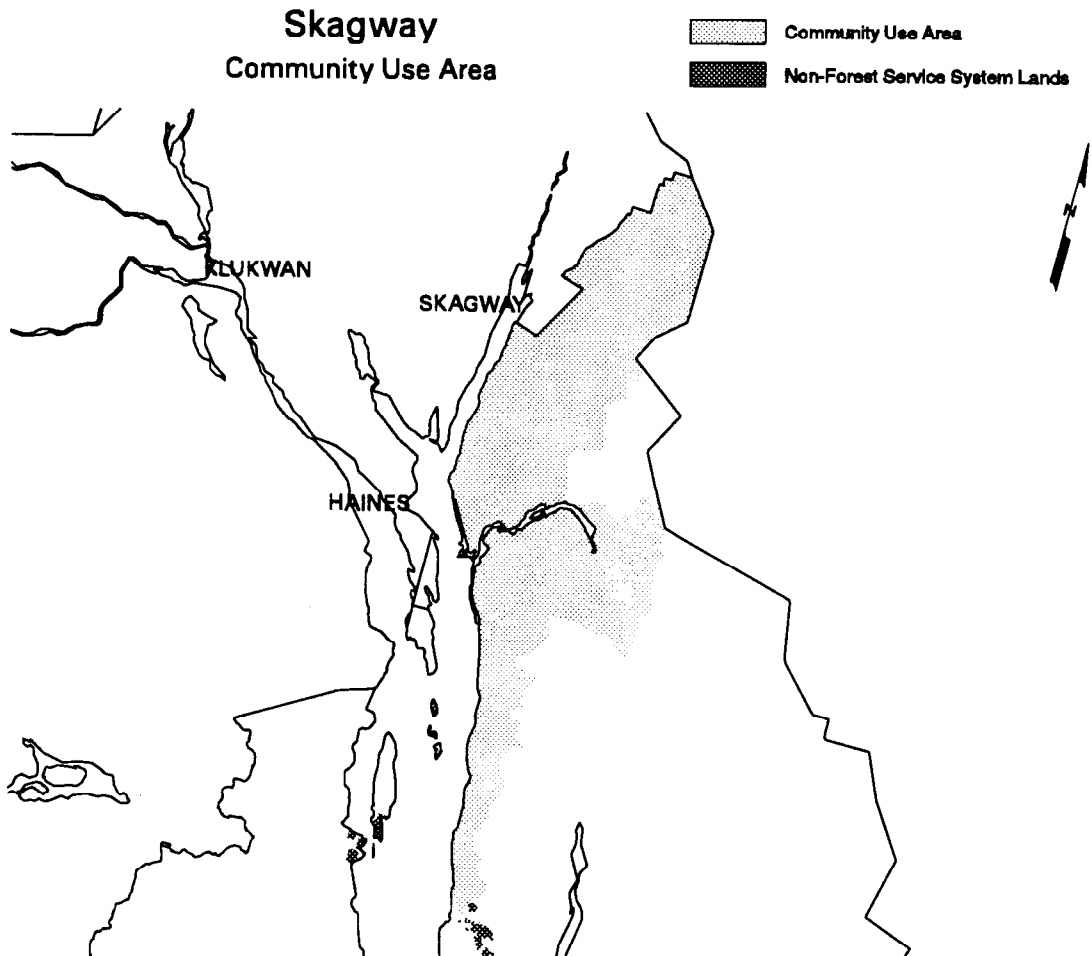 Skagway
Community Use Area
Community Use Area
Non-Forest Service System Lands
N
KLUKWAN
SKAGWAY
HAINES